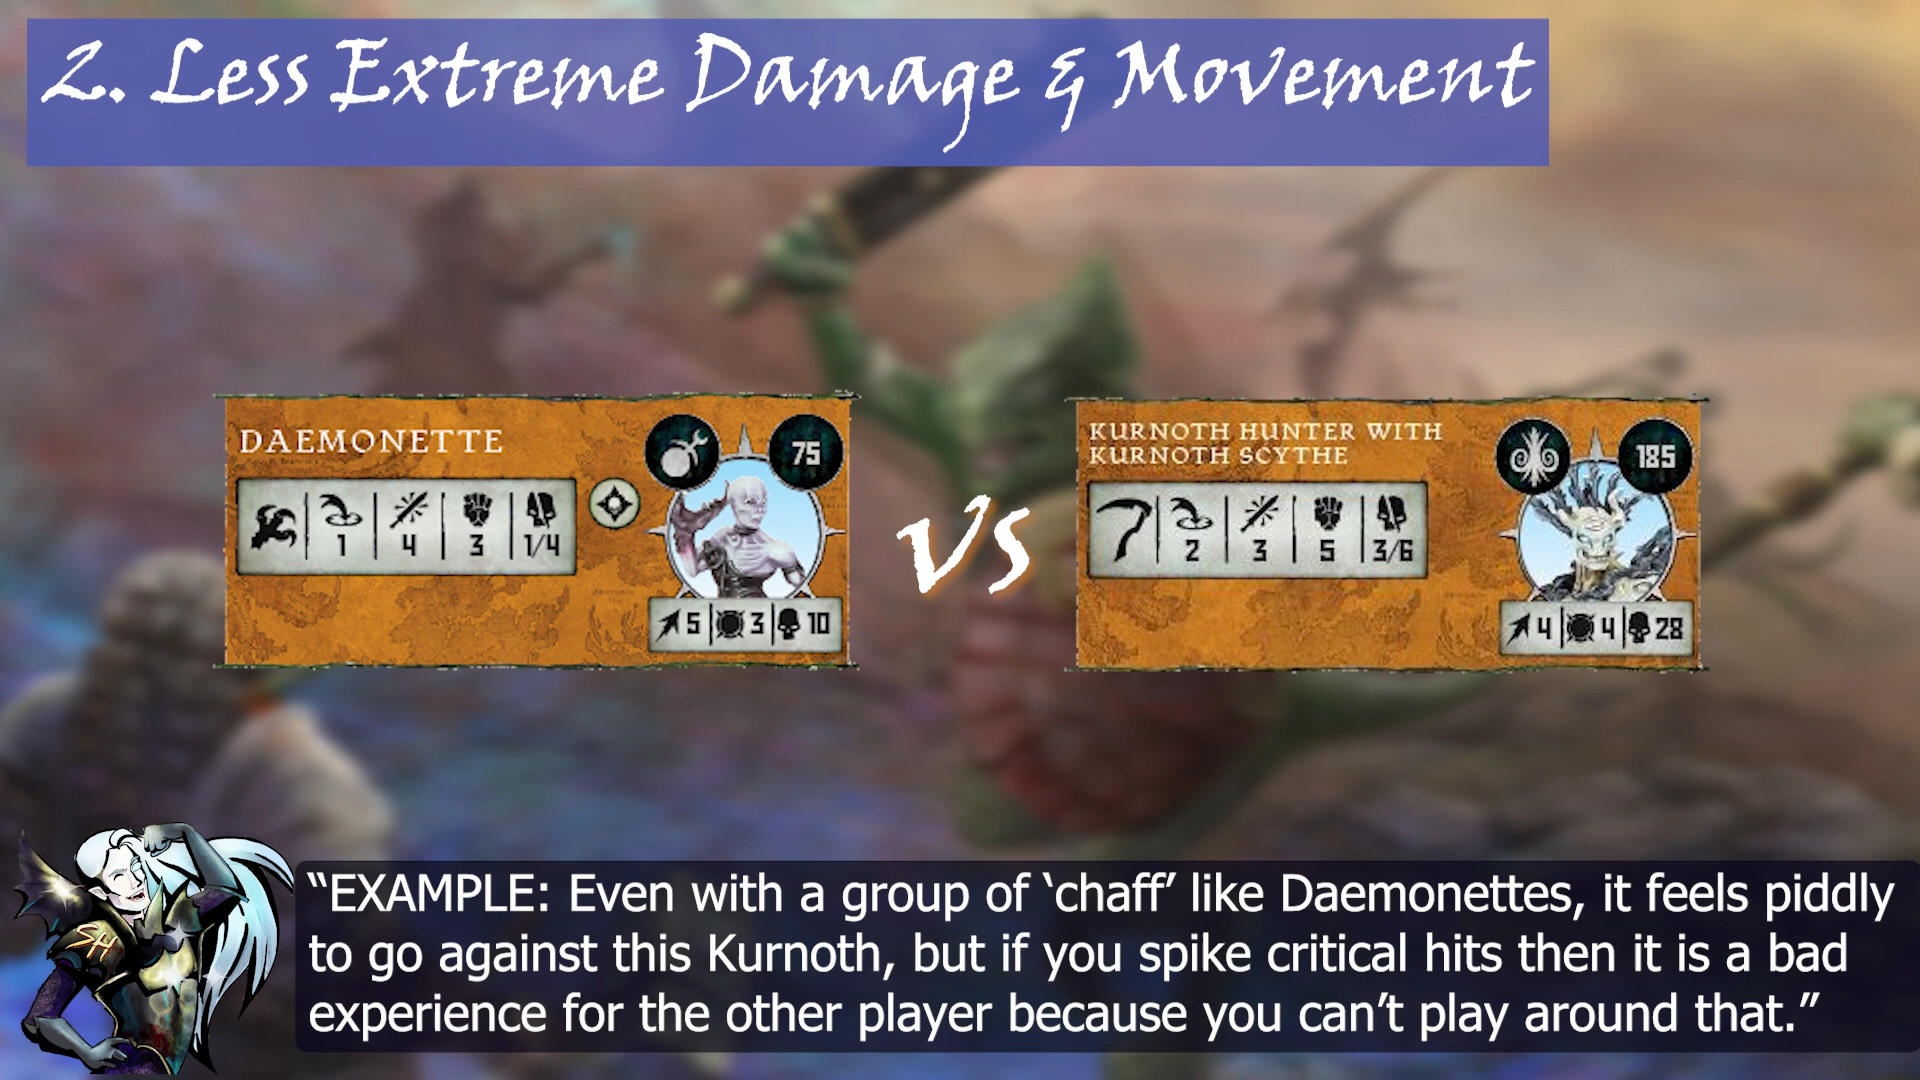 2. Less Extreme Damage & Movement
DAEMONETTE
75
1 4 3 1/4
5 3 10
VS
KURNOTH HUNTER WITH
KURNOTH SCYTHE
185
2 3 5 3/6
4 4 28
SH
“EXAMPLE: Even with a group of ‘chaff’ like Daemonettes, it feels piddly
to go against this Kurnoth, but if you spike critical hits then it is a bad
experience for the other player because you can’t play around that.”